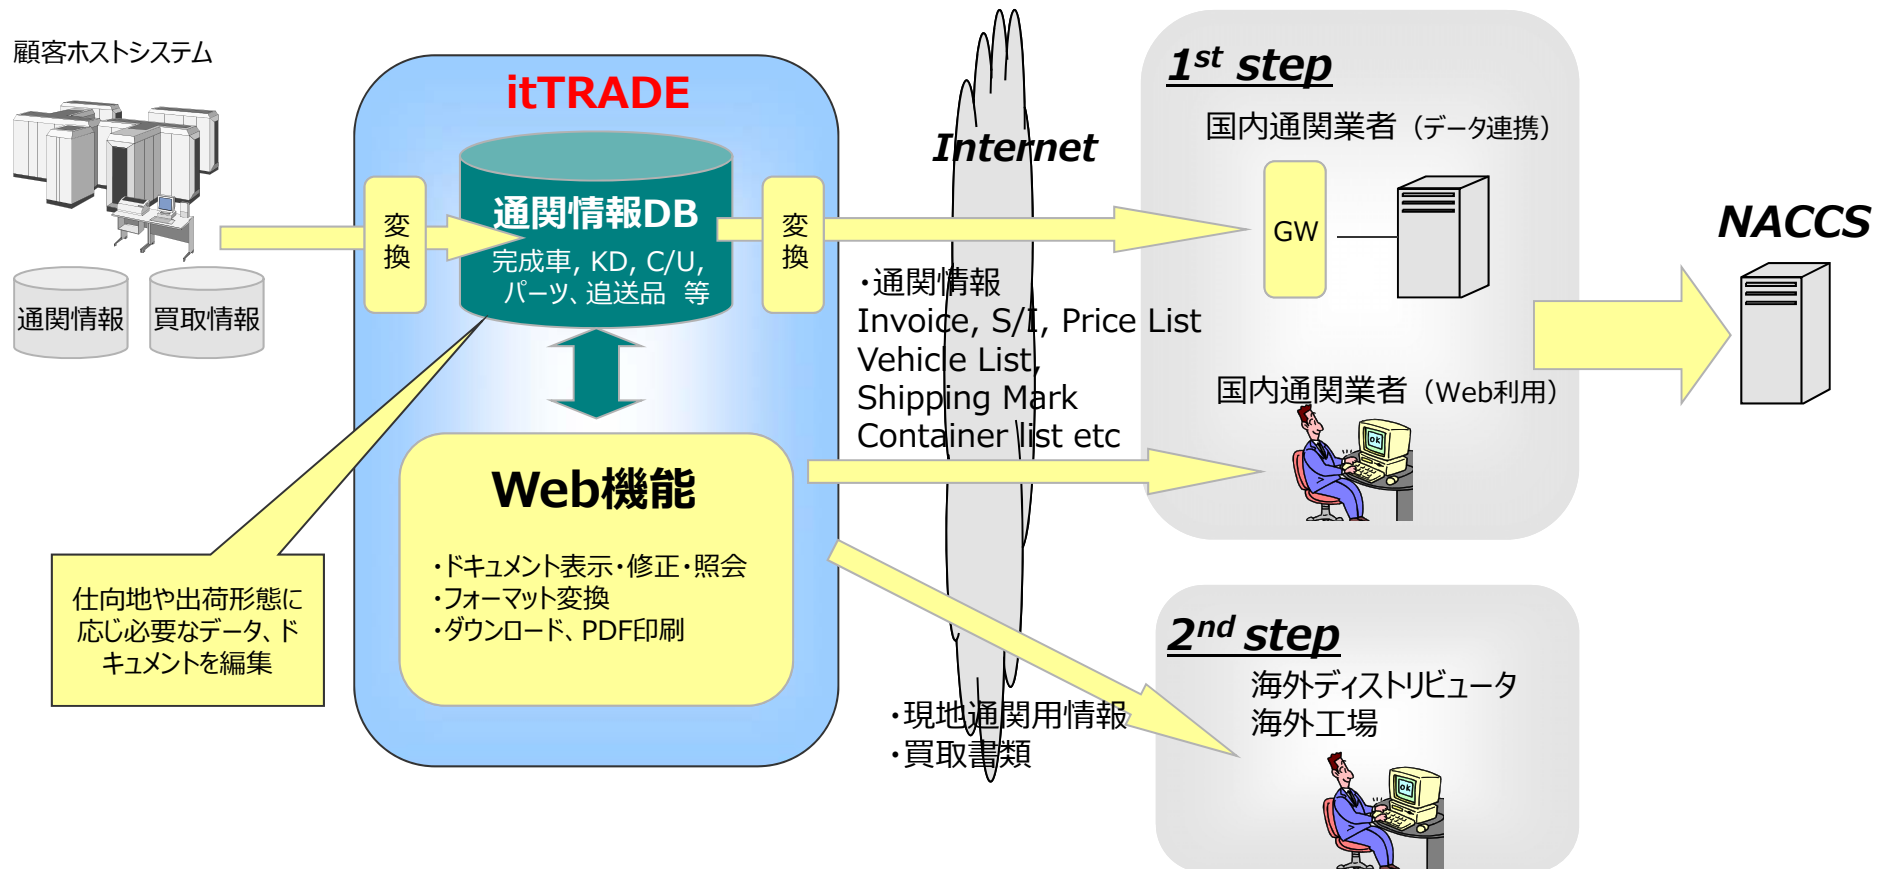 顧客ホストシステム
通関情報
買取情報
itTRADE
変
換
通関情報DB
完成車, KD, C/U,
パーツ、追送品 等
変
換
Web機能
・ドキュメント表示・修正・照会
・フォーマット変換
・ダウンロード、PDF印刷
仕向地や出荷形態に
応じ必要なデータ、ド
キュメントを編集
Internet
・通関情報
Invoice, S/I, Price List
Vehicle List,
Shipping Mark
Container list etc
・現地通関用情報
・買取書類
1st step
国内通関業者（データ連携）
GW
国内通関業者（Web利用）
OK
2nd step
海外ディストリビュータ
海外工場
OK
NACCS